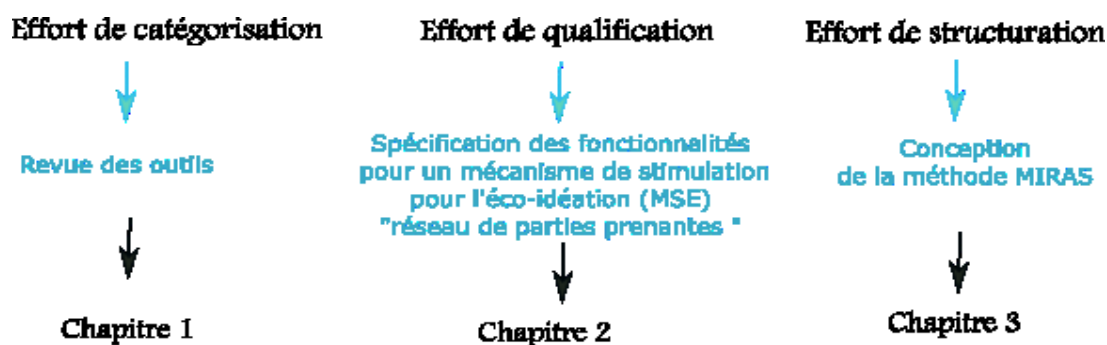 Effort de catégorisation
Effort de qualification
Effort de structuration
Revue des outils
Spécification des fonctionnalités
pour un mécanisme de stimulation
pour l'éco-idéation (MSE)
"réseau de parties prenantes "
Conception
de la méthode MIRAS
Chapitre 1
Chapitre 2
Chapitre 3